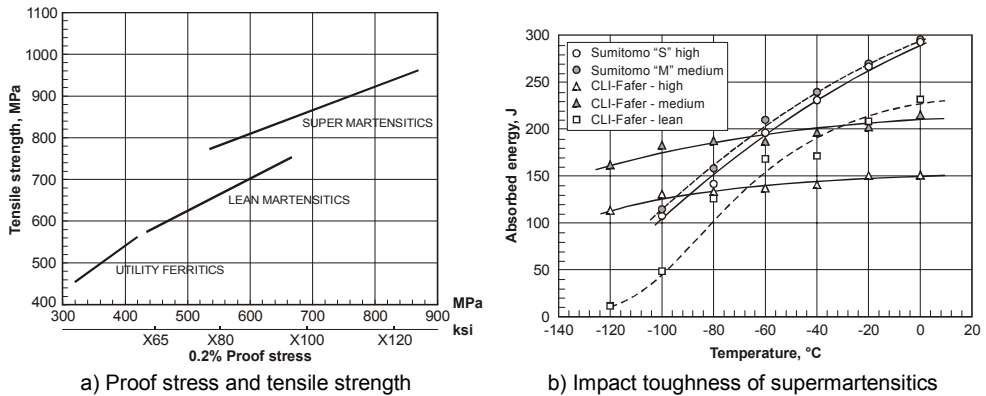 1100
1000
900
800
700
600
500
400
Tensile strength, MPa
SUPER MARTENSITICS
LEAN MARTENSITICS
UTILITY FERRITICS
300 400 500 600 700 800 900
MPa
ksi
X65 X80 X100 X120
0.2% Proof stress
a) Proof stress and tensile strength
300
250
200
150
100
50
0
Absorbed energy, J
Sumitomo “S” high
Sumitomo “M” medium
CLI-Fafer - high
CLI-Fafer - medium
CLI-Fafer - lean
-140 -120 -100 -80 -60 -40 -20 0 20
Temperature, °C
b) Impact toughness of supermartensitics